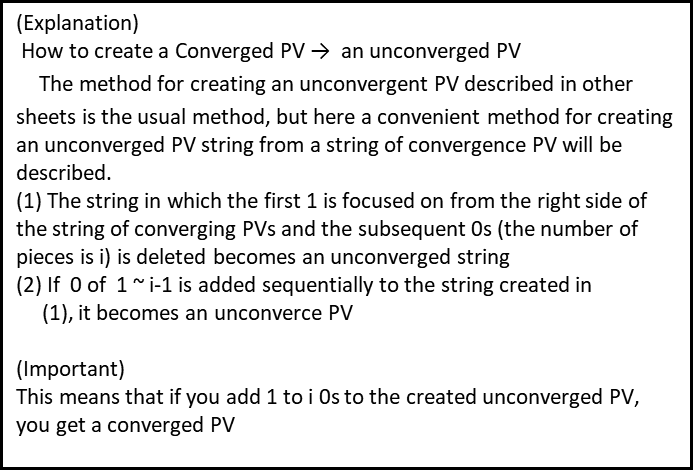 (Explanation)
How to create a Converged PV → an unconverged PV
The method for creating an unconvergent PV described in other
sheets is the usual method, but here a convenient method for creating
an unconverged PV string from a string of convergence PV will be
described.
(1) The string in which the first 1 is focused on from the right side of
the string of converging PVs and the subsequent 0s (the number of
pieces is i) is deleted becomes an unconverged string
(2) If 0 of 1 ~ i-1 is added sequentially to the string created in
(1), it becomes an unconverce PV
(Important)
This means that if you add 1 to i 0s to the created unconverged PV,
you get a converged PV